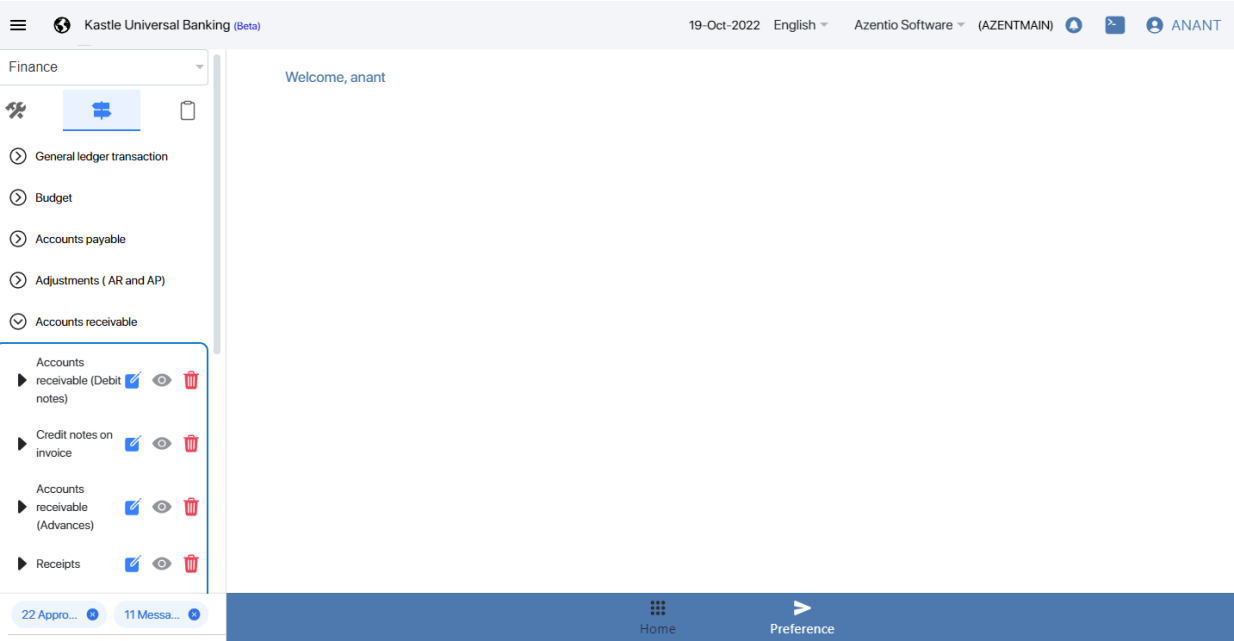 Kastle Universal Banking (Beta)
19-Oct-2022 English Azentio Software (AZENTMAIN) ANANT
Finance
Welcome, anant
General ledger transaction
Budget
Accounts payable
Adjustments ( AR and AP)
Accounts receivable
Accounts
receivable (Debit
notes)
Credit notes on
invoice
Accounts
receivable
(Advances)
Receipts
22 Appro... 11 Messa...
Home Preference